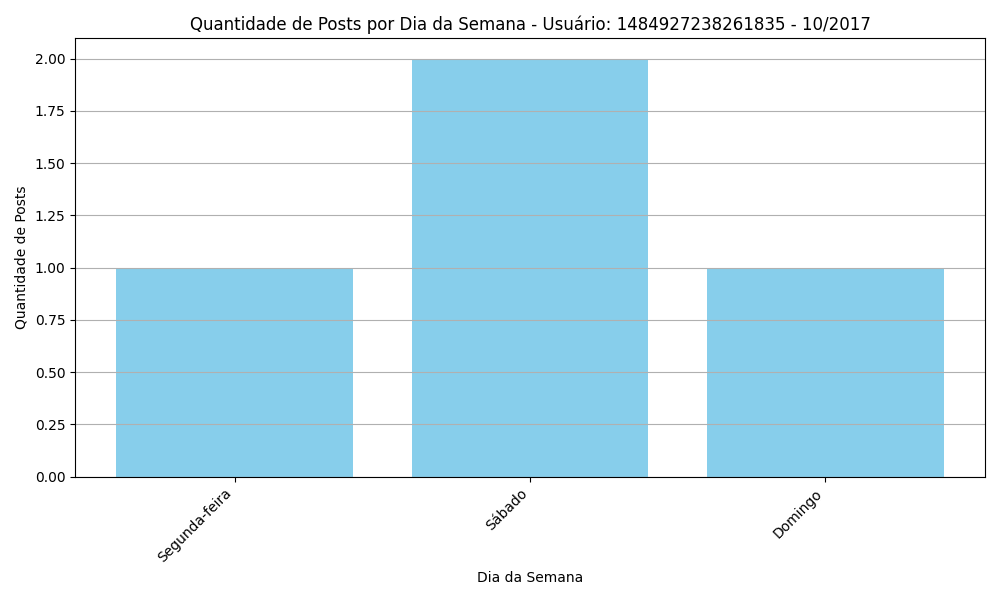 Quantidade de Posts por Dia da Semana - Usuário: 1484927238261835 - 10/2017
Quantidade de Posts
2.00
1.75
1.50
1.25
1.00
0.75
0.50
0.25
0.00
Segunda-feira
Sábado
Domingo
Dia da Semana